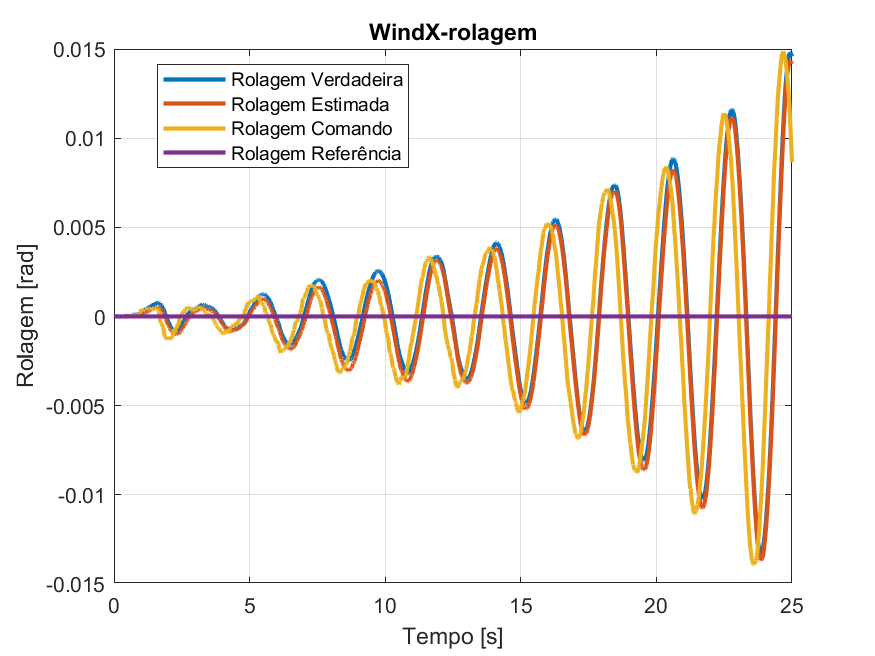 WindX-rolagem
0.015
0.01
0.005
0
-0.005
-0.01
-0.015
Rolagem [rad]
Rolagem Verdadeira
Rolagem Estimada
Rolagem Comando
Rolagem Referência
0 5 10 15 20 25
Tempo [s]